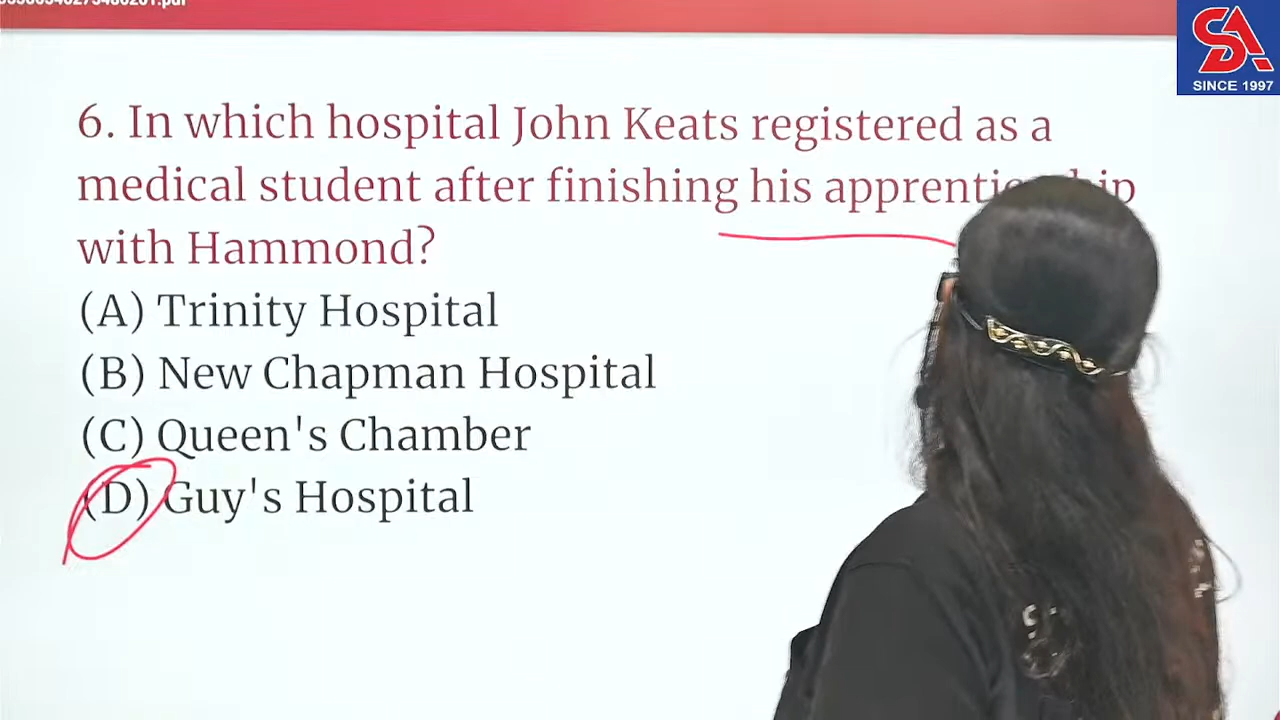 6. In which hospital John Keats registered as a
medical student after finishing his
with Hammond?
(A) Trinity Hospital
(B) New Chapman Hospital
(C) Queen's Chamber
(D) Guy's Hospital
SA
SINCE 1997